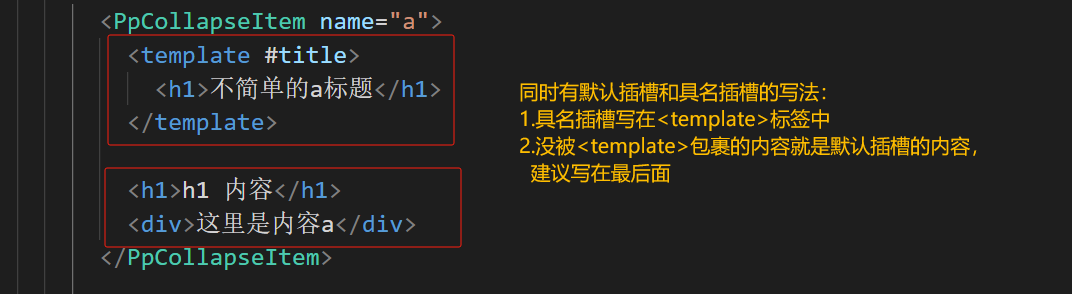 <PpCollapseItem name="a">
<template #title>
<h1>不简单的a标题</h1>
</template>
<h1>h1 内容</h1>
<div>这里是内容a</div>
</PpCollapseItem>
同时有默认插槽和具名插槽的写法：
1.具名插槽写在<template>标签中
2.没被<template>包裹的内容就是默认插槽的内容，
建议写在最后面